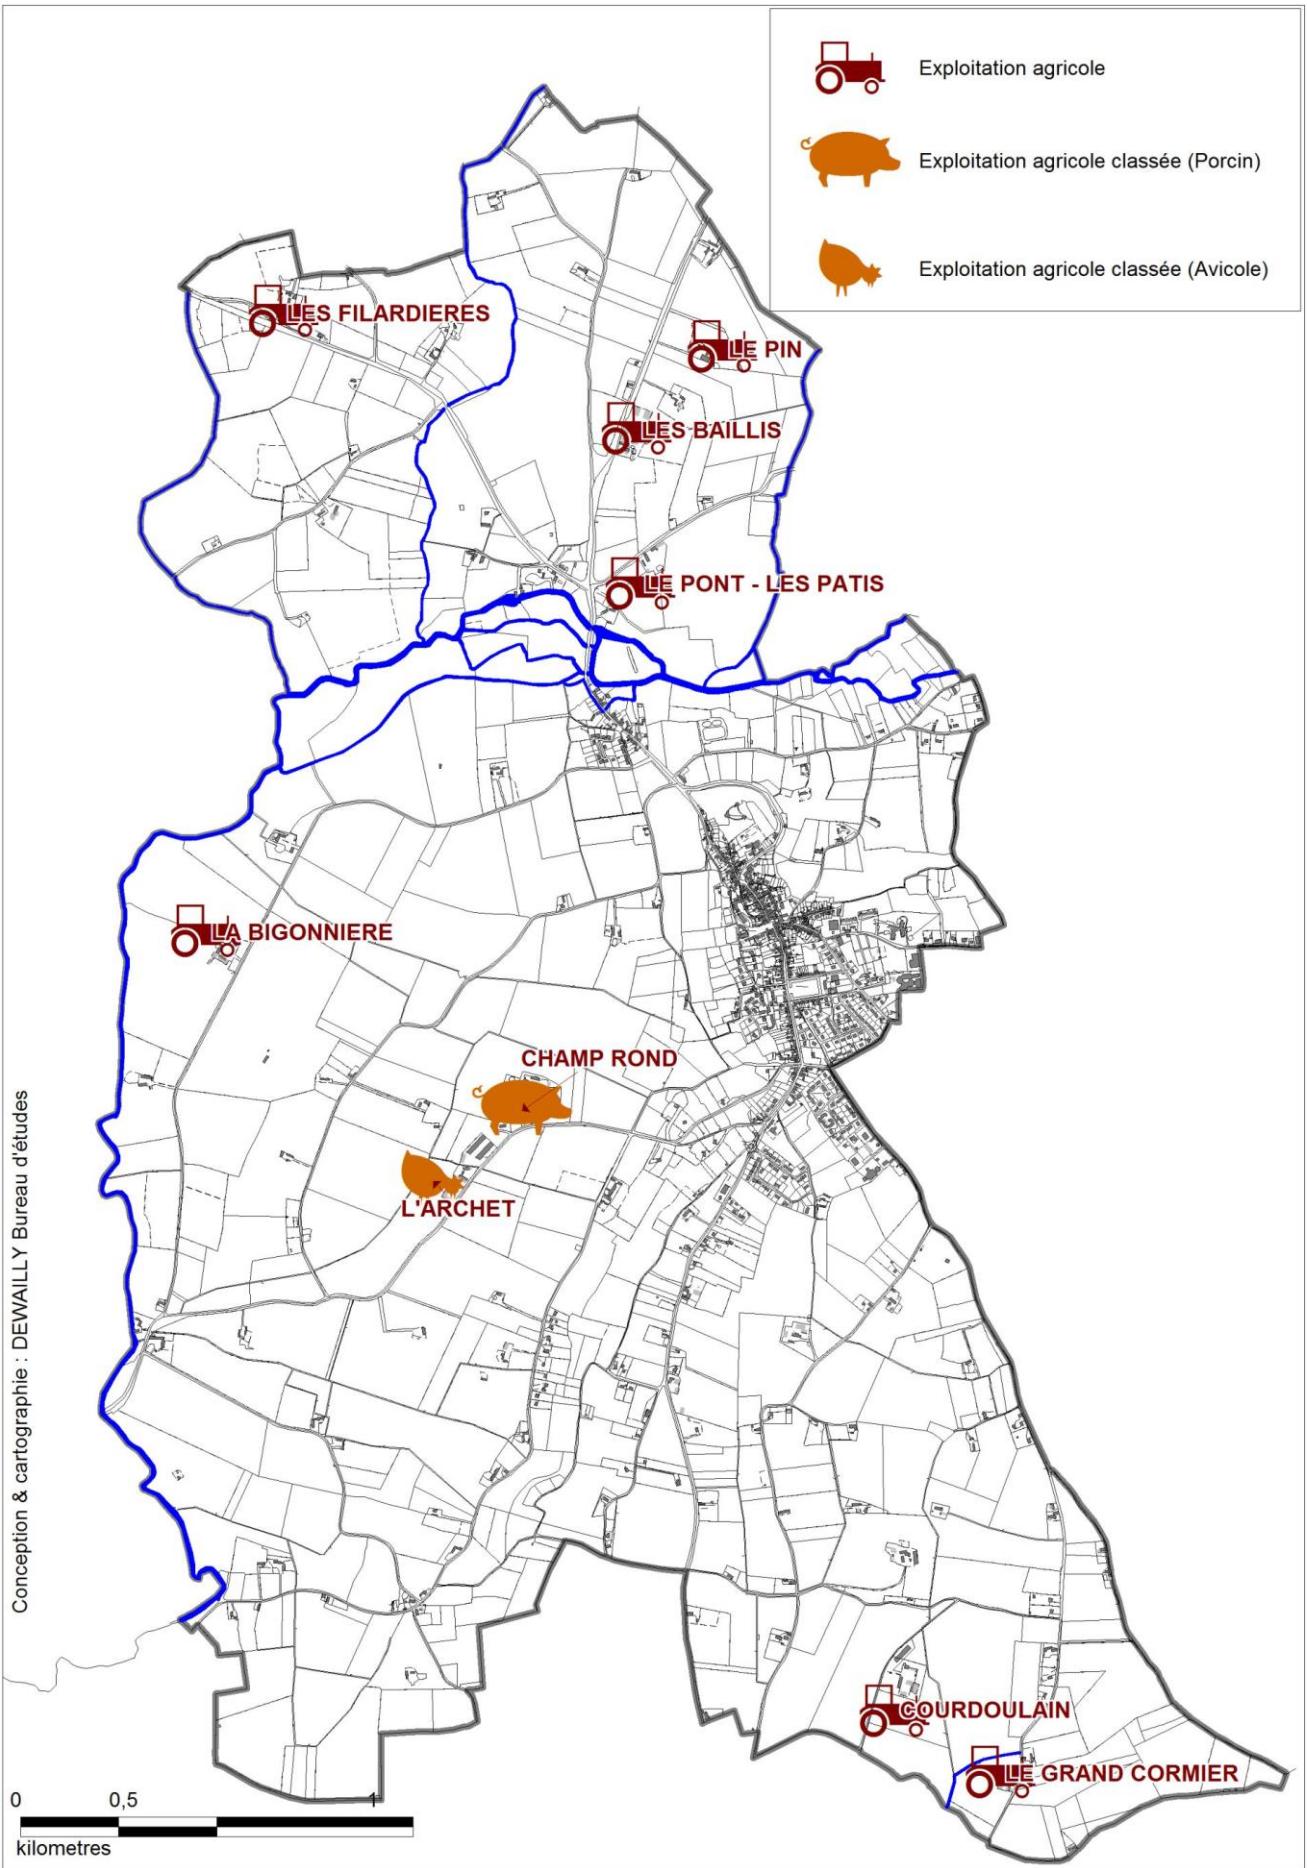 Exploitation agricole
Exploitation agricole classée (Porcin)
Exploitation agricole classée (Avicole)
LES FILARDIERES
LE PIN
LES BAILLIS
LE PONT - LES PATIS
LA BIGONNIERE
CHAMP ROND
L'ARCHET
COURDOULAIN
LE GRAND CORMIER
Conception & cartographie : DEWAILLY Bureau d'études
0 0,5 1
kilometres